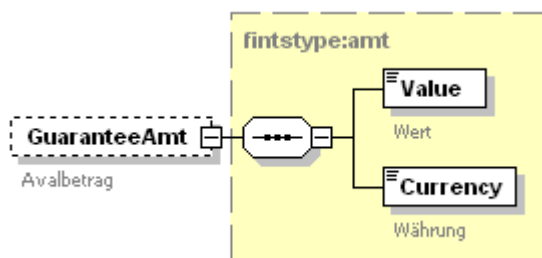 fintstype:amt
GuaranteeAmt
Avalbetrag
Value
Wert
Currency
Währung